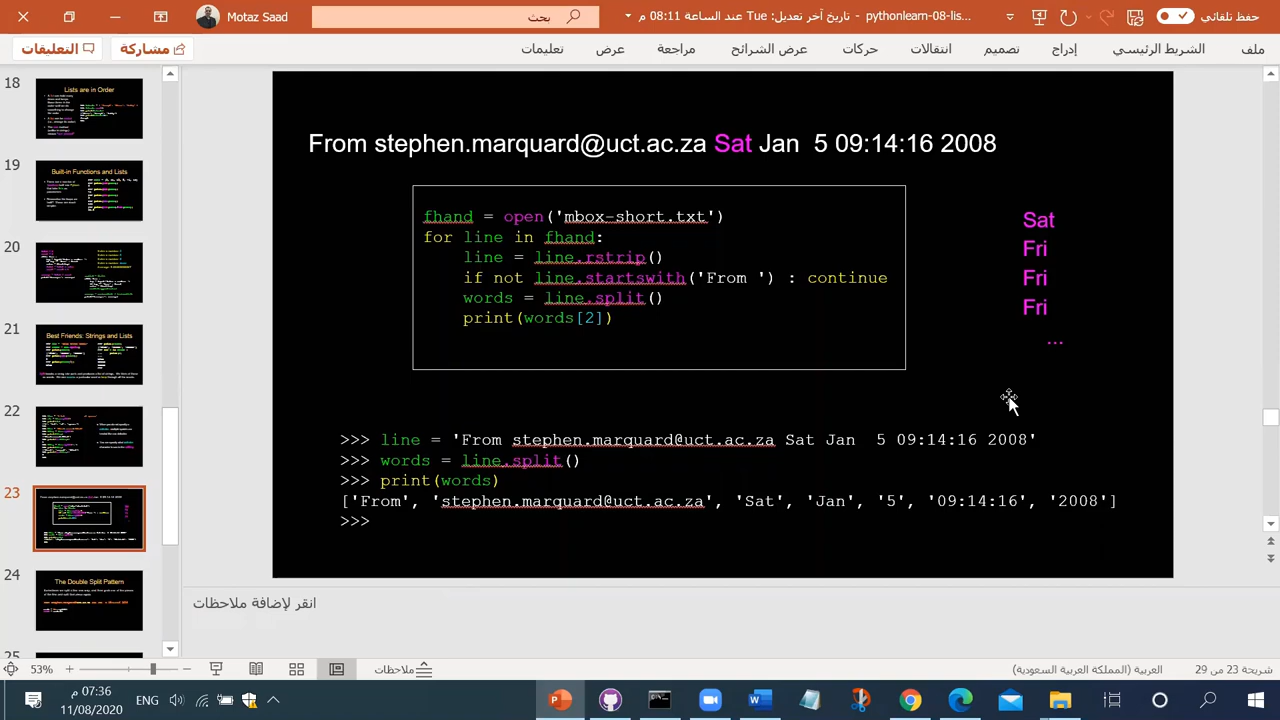 حفظ تلقائي
pythonlearn-08-lis... - تاريخ آخر تعديل: Tue عند الساعة 08:11 م
بحث
Motaz Saad
ملف
الشريط الرئيسي
إدراج
تصميم
انتقالات
حركات
عرض الشرائح
مراجعة
عرض
تعليمات
مشاركة
التعليقات
18
Lists are in Order
19
Built-in Functions and Lists
20
21
Best Friends: Strings and Lists
22
23
24
The Double Split Pattern
From stephen.marquard@uct.ac.za Sat Jan  5 09:14:16 2008
fhand = open('mbox-short.txt')
for line in fhand:
    line = line.rstrip()
    if not line.startswith('From ') : continue
    words = line.split()
    print(words[2])
Sat
Fri
Fri
Fri
...
>>> line = 'From stephen.marquard@uct.ac.za Sat Jan  5 09:14:16 2008'
>>> words = line.split()
>>> print(words)
['From', 'stephen.marquard@uct.ac.za', 'Sat', 'Jan', '5', '09:14:16', '2008']
>>>
انقر لإضافة ملاحظات
شريحة 23 من 29
العربية (المملكة العربية السعودية)
ملاحظات
53%
07:36 م
11/08/2020
ENG